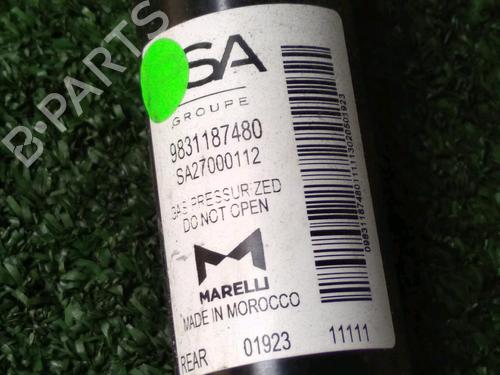 SA
GROUPE
9831187480
SA27000112
GAS PRESSURIZED
DO NOT OPEN
MARELLI
MADE IN MOROCCO
REAR 01923 11111
B-PARTS